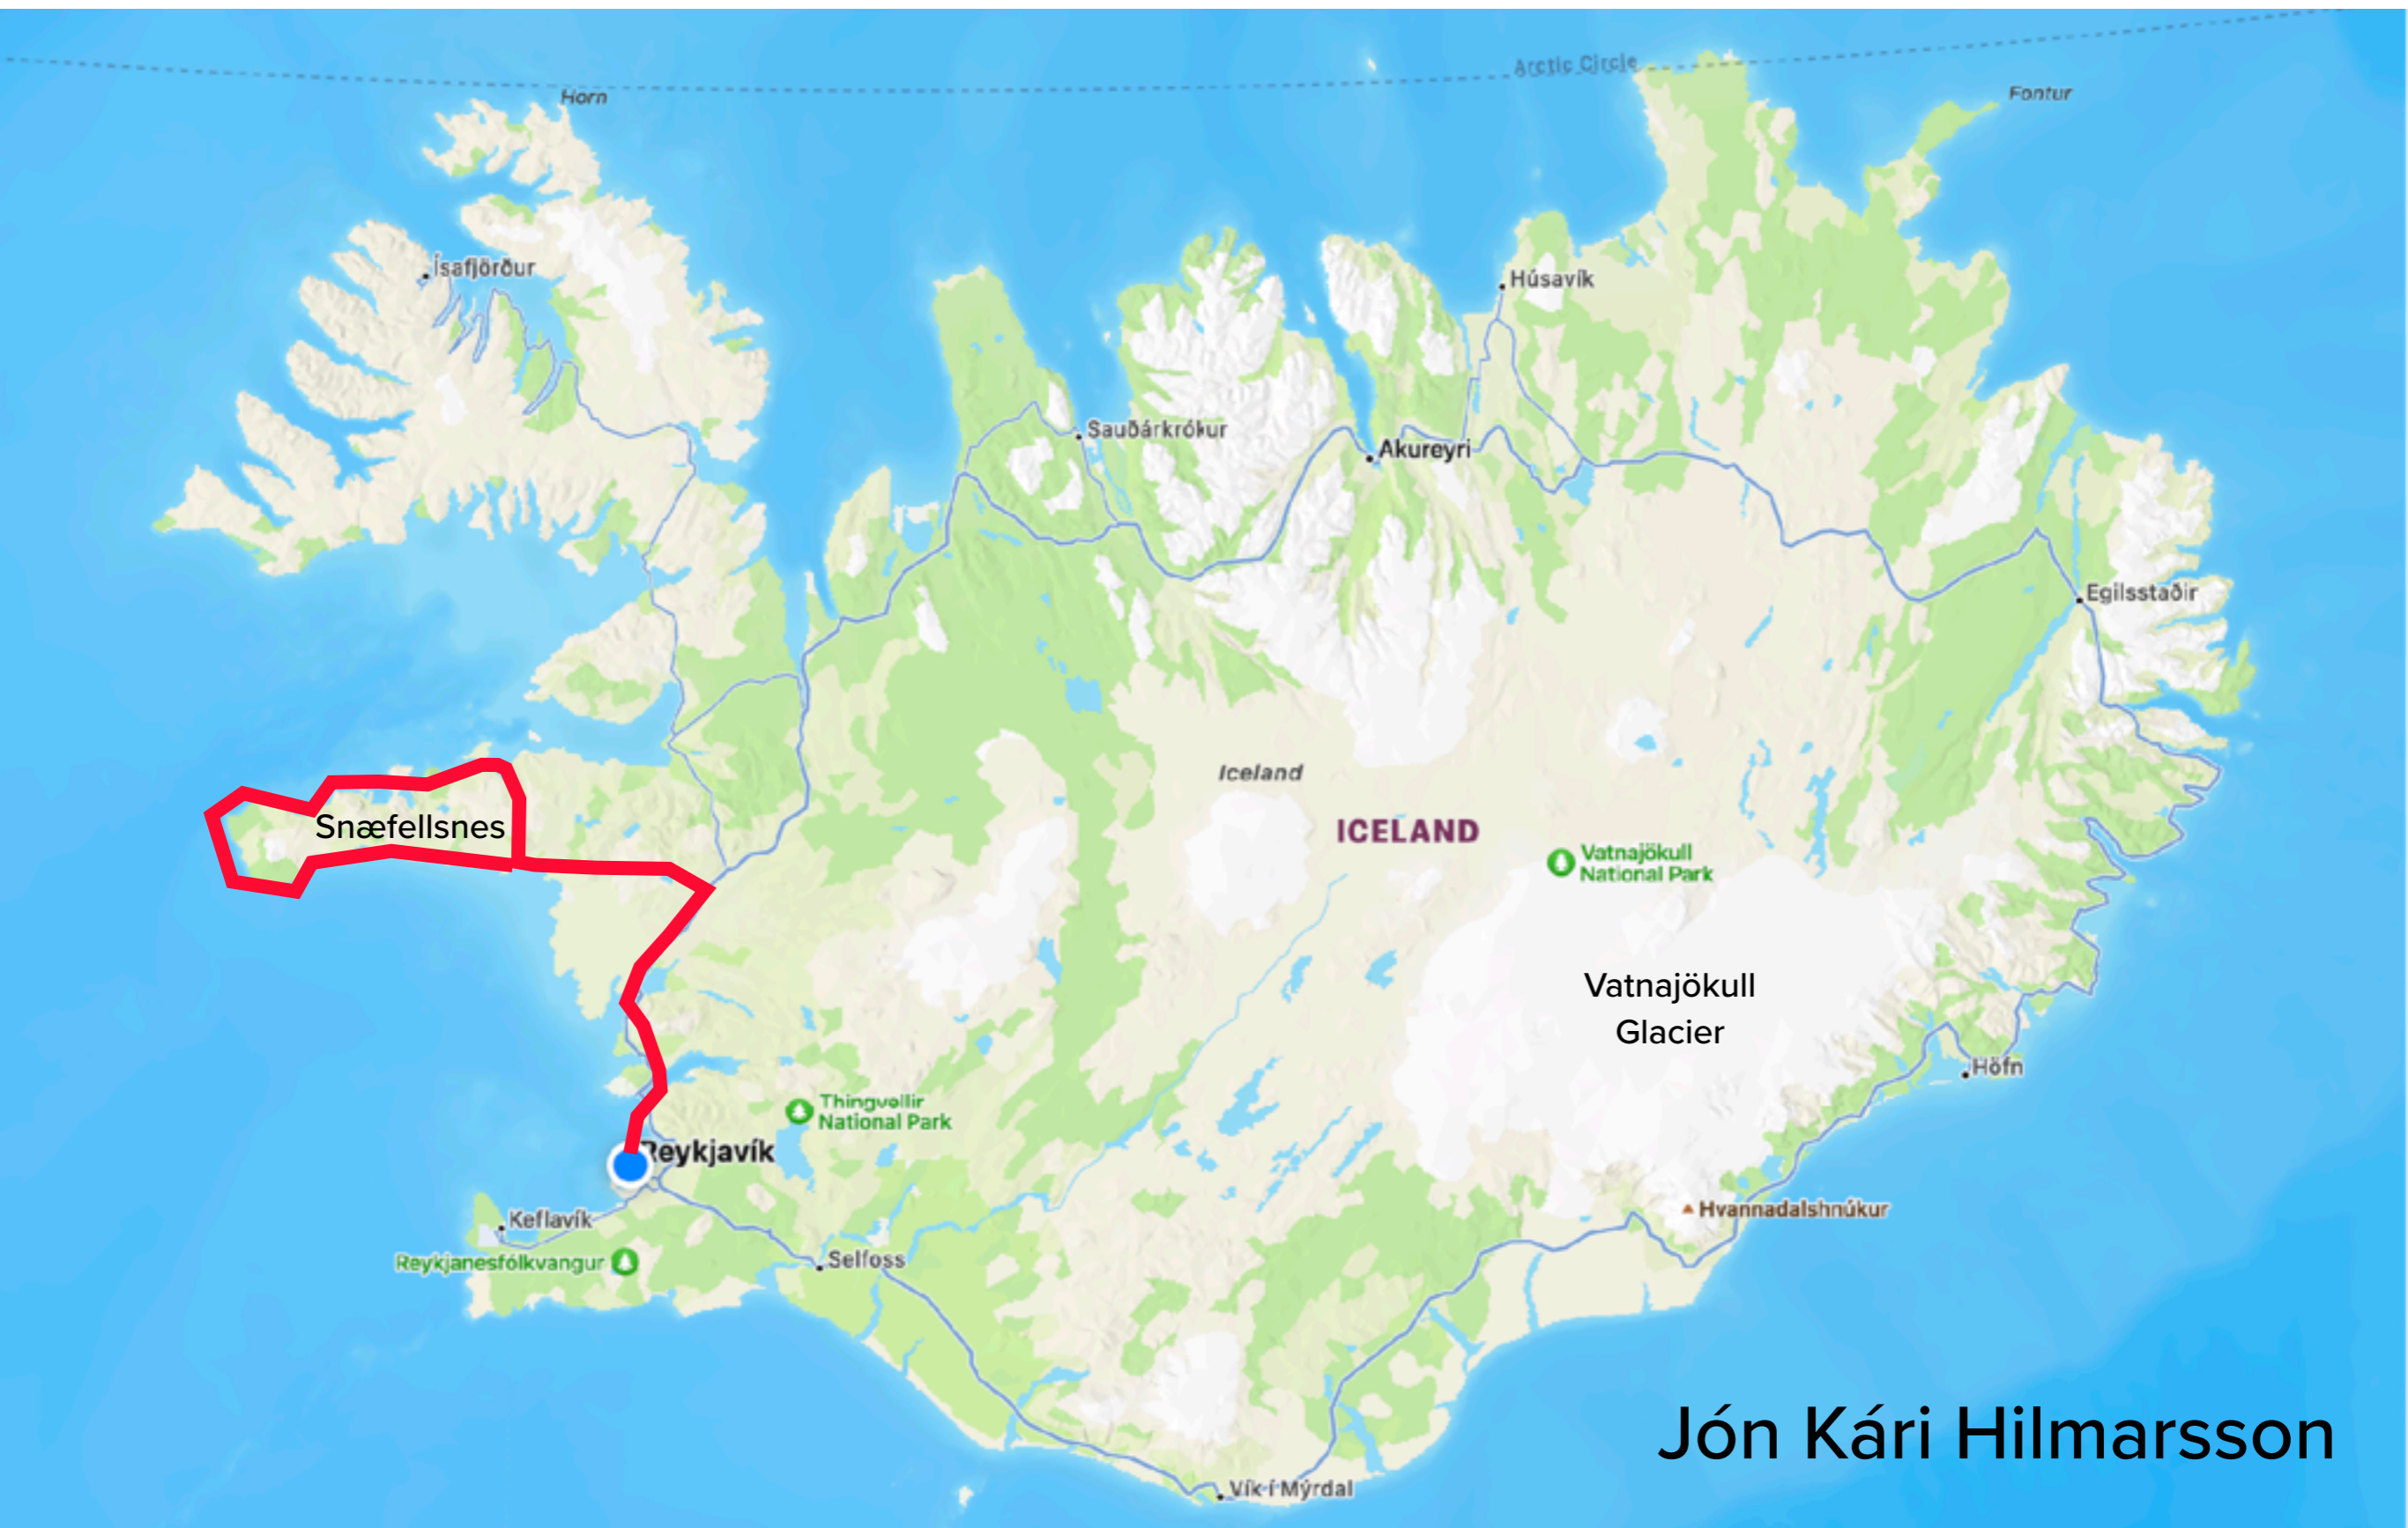 Arctic Circle
Horn
Fontur
Ísafjörður
Húsavík
Sauðárkrókur
Akureyri
Egilsstaðir
Iceland
ICELAND
Snæfellsnes
Vatnajökull
National Park
Vatnajökull
Glacier
Höfn
Thingvellir
National Park
Reykjavík
Hvannadalshnúkur
Keflavík
Reykjanesfólkvangur
Selfoss
Jón Kári Hilmarsson
Vík í Mýrdal